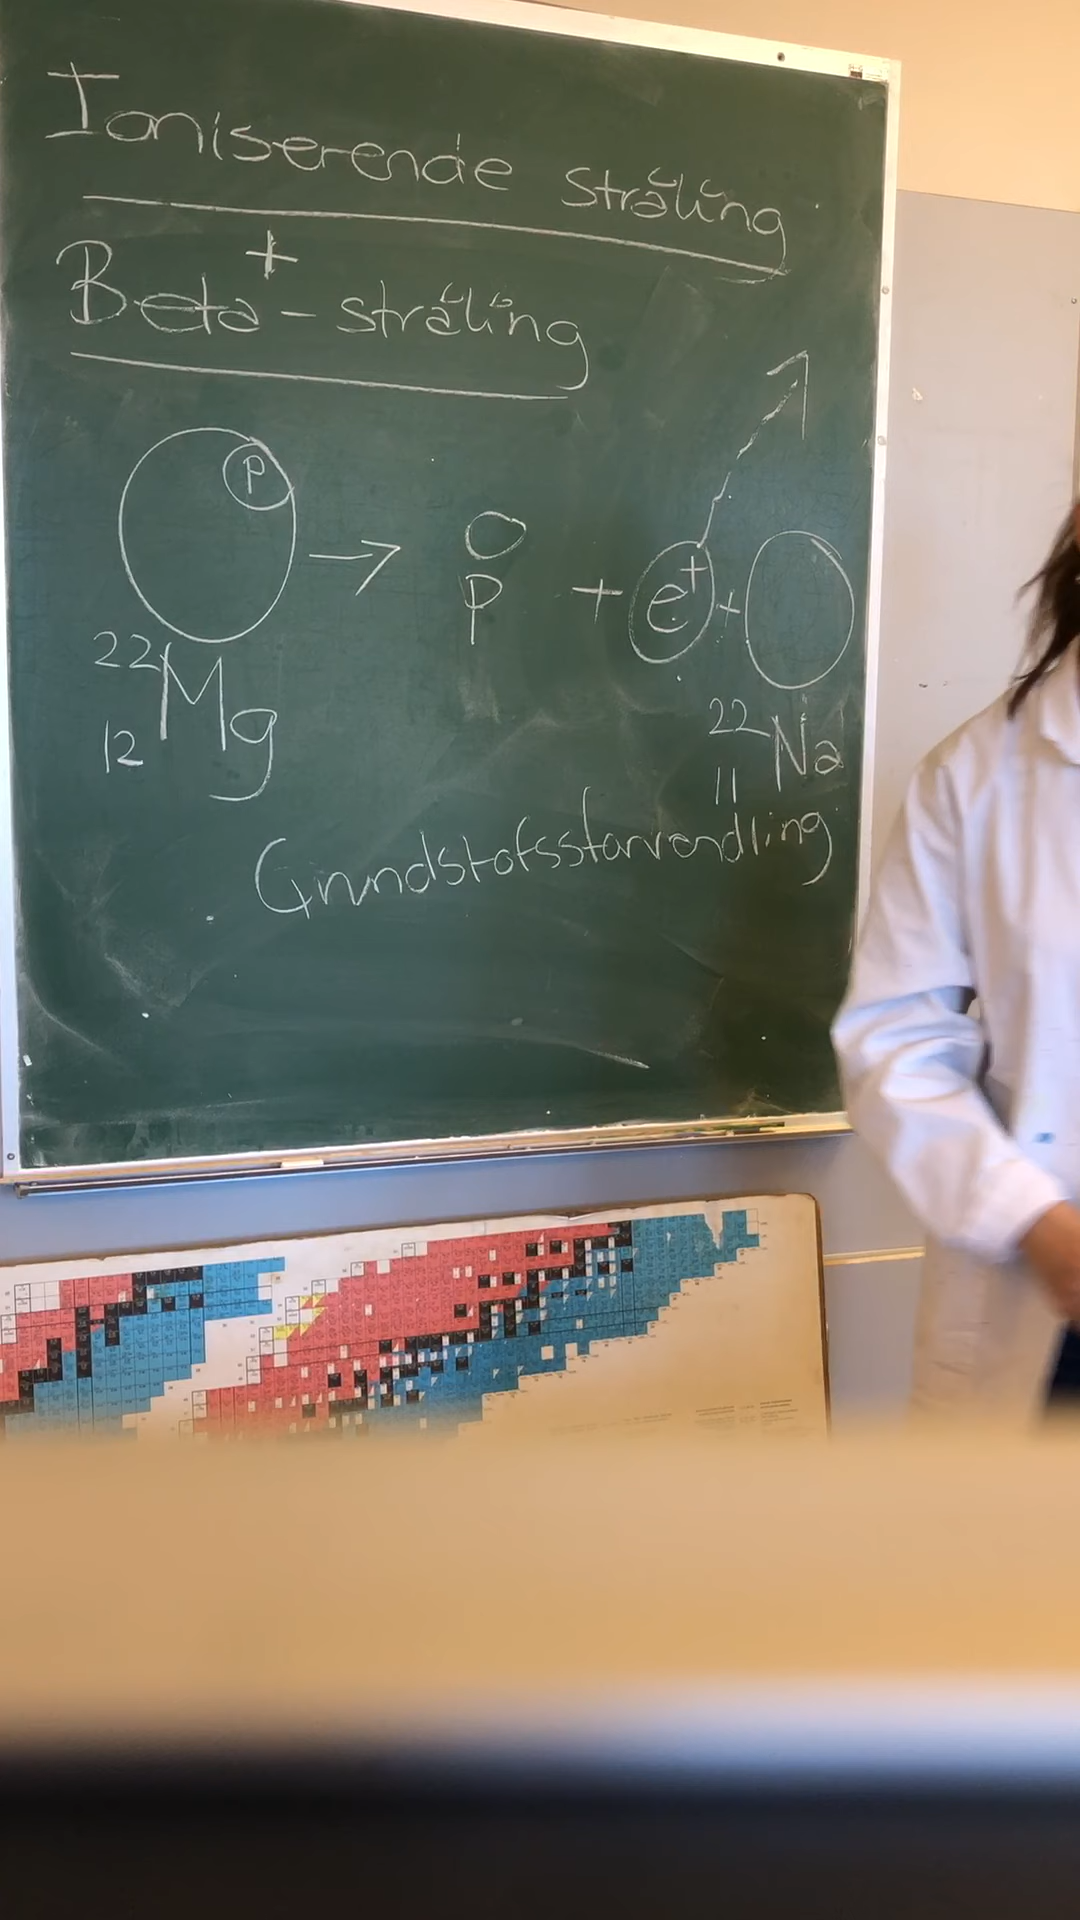 Ioniserende stråling
Beta+ - stråling
P
→ P + e+ +
22
12 Mg
22
11 Na
Grundstofsforvandling